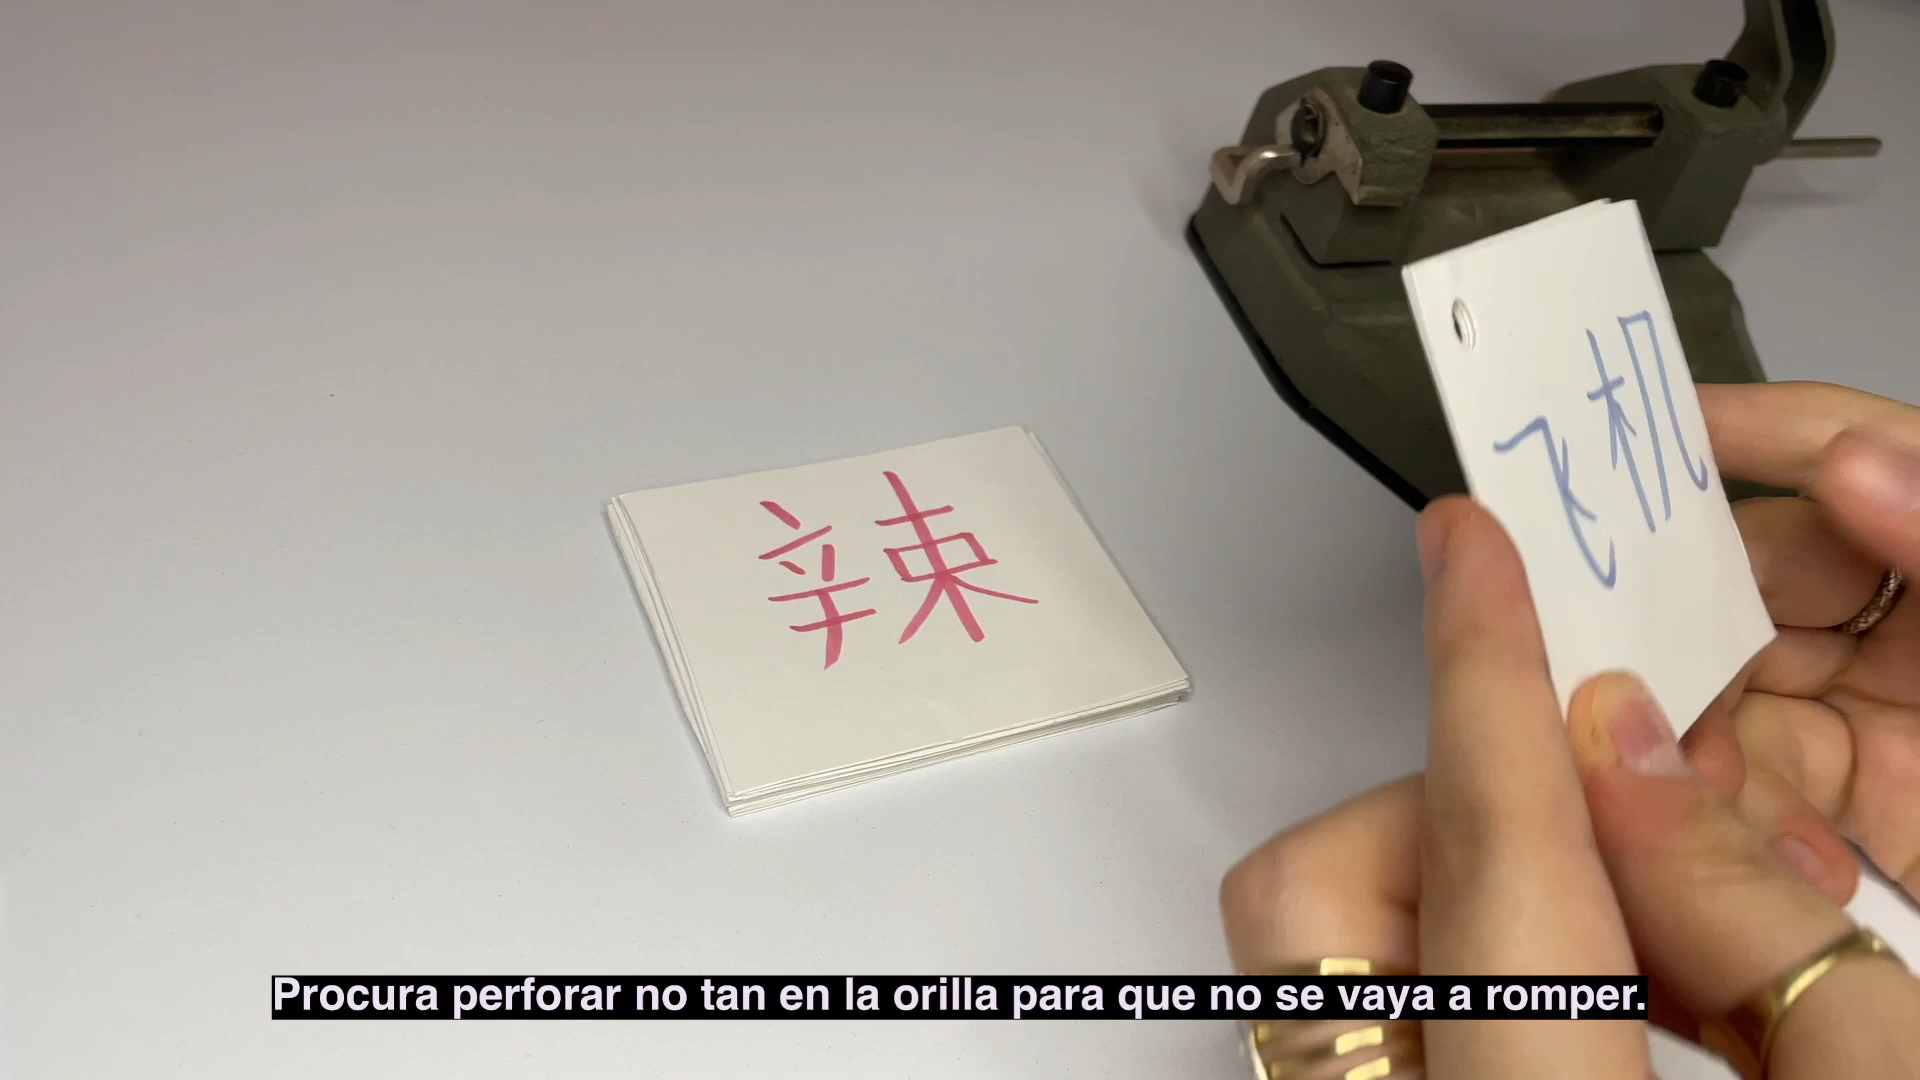 辣
飞机
Procura perforar no tan en la orilla para que no se vaya a romper.